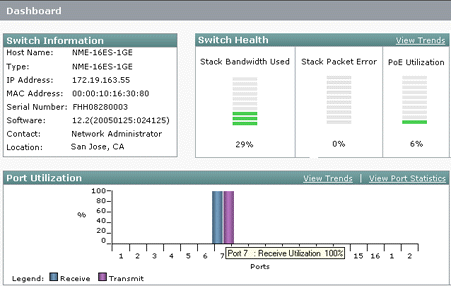 Dashboard
Switch Information
Host Name: NME-16ES-1GE
Type: NME-16ES-1GE
IP Address: 172.19.163.55
MAC Address: 00:00:10:16:30:80
Serial Number: FHH08280003
Software: 12.2(20050125:024125)
Contact: Network Administrator
Location: San Jose, CA
Switch Health View Trends
Stack Bandwidth Used Stack Packet Error PoE Utilization
29% 0% 6%
Port Utilization View Trends | View Port Statistics
100
80
60
%
40
20
0
1 2 3 4 5 6 7 15 16 1 2
Port 7 : Receive Utilization 100%
Ports
Legend: Receive Transmit